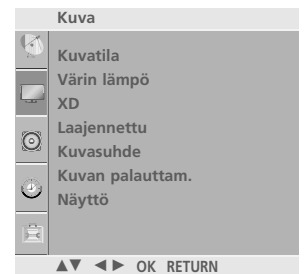 Kuva
Kuvatila
Värin lämpö
XD
Laajennettu
Kuvasuhde
Kuvan palauttam.
Näyttö
▲▼ ◄► OK RETURN